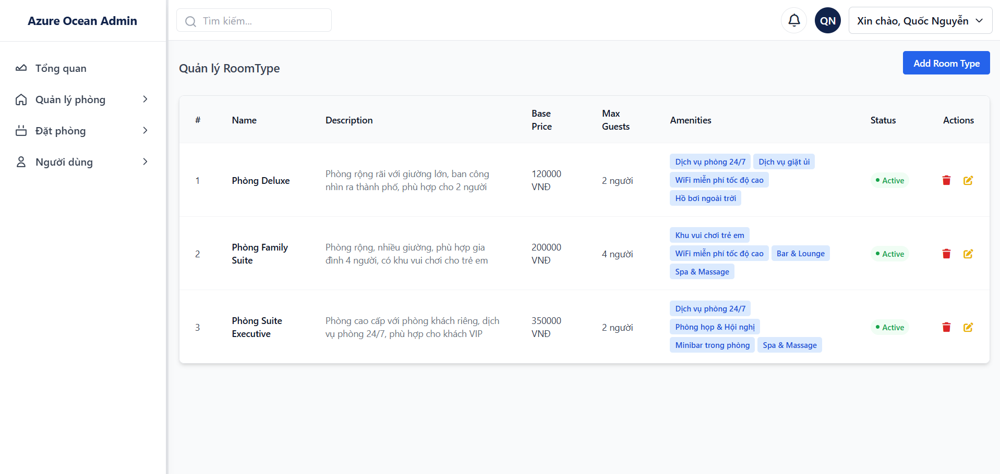 Azure Ocean Admin
Tìm kiếm...
QN
Xin chào, Quốc Nguyễn
Tổng quan
Quản lý phòng
Đặt phòng
Người dùng
Quản lý RoomType
Add Room Type
# Name Description Base Price Max Guests Amenities Status Actions
1
Phòng Deluxe
Phòng rộng rãi với giường lớn, ban công
nhìn ra thành phố, phù hợp cho 2 người
120000
VNĐ
2 người
Dịch vụ phòng 24/7 Dịch vụ giặt ủi
WiFi miễn phí tốc độ cao
Hồ bơi ngoài trời
Active
2
Phòng Family
Suite
Phòng rộng, nhiều giường, phù hợp gia
đình 4 người, có khu vui chơi cho trẻ em
200000
VNĐ
4 người
Khu vui chơi trẻ em
WiFi miễn phí tốc độ cao Bar & Lounge
Spa & Massage
Active
3
Phòng Suite
Executive
Phòng cao cấp với phòng khách riêng, dịch
vụ phòng 24/7, phù hợp cho khách VIP
350000
VNĐ
2 người
Dịch vụ phòng 24/7
Phòng họp & Hội nghị
Minibar trong phòng Spa & Massage
Active